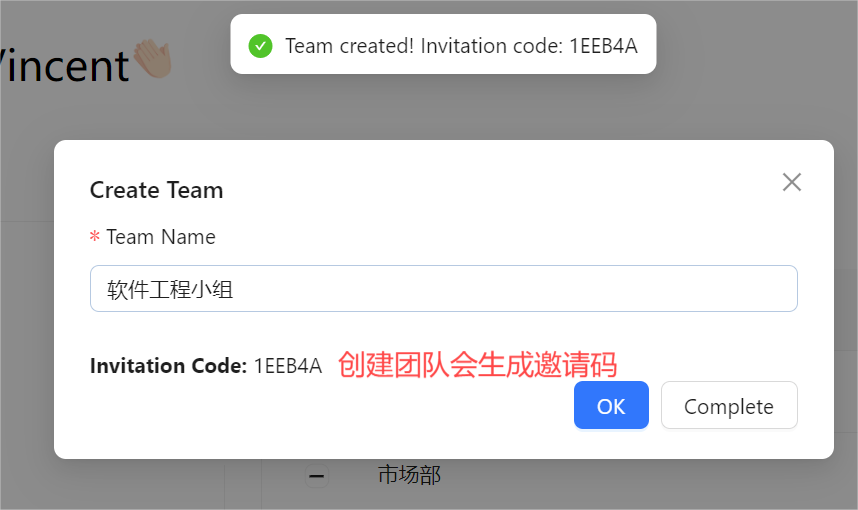 Team created! Invitation code: 1EEB4A
Vincent👋
Create Team
* Team Name
软件工程小组
Invitation Code: 1EEB4A 创建团队会生成邀请码
OK Complete
市场部